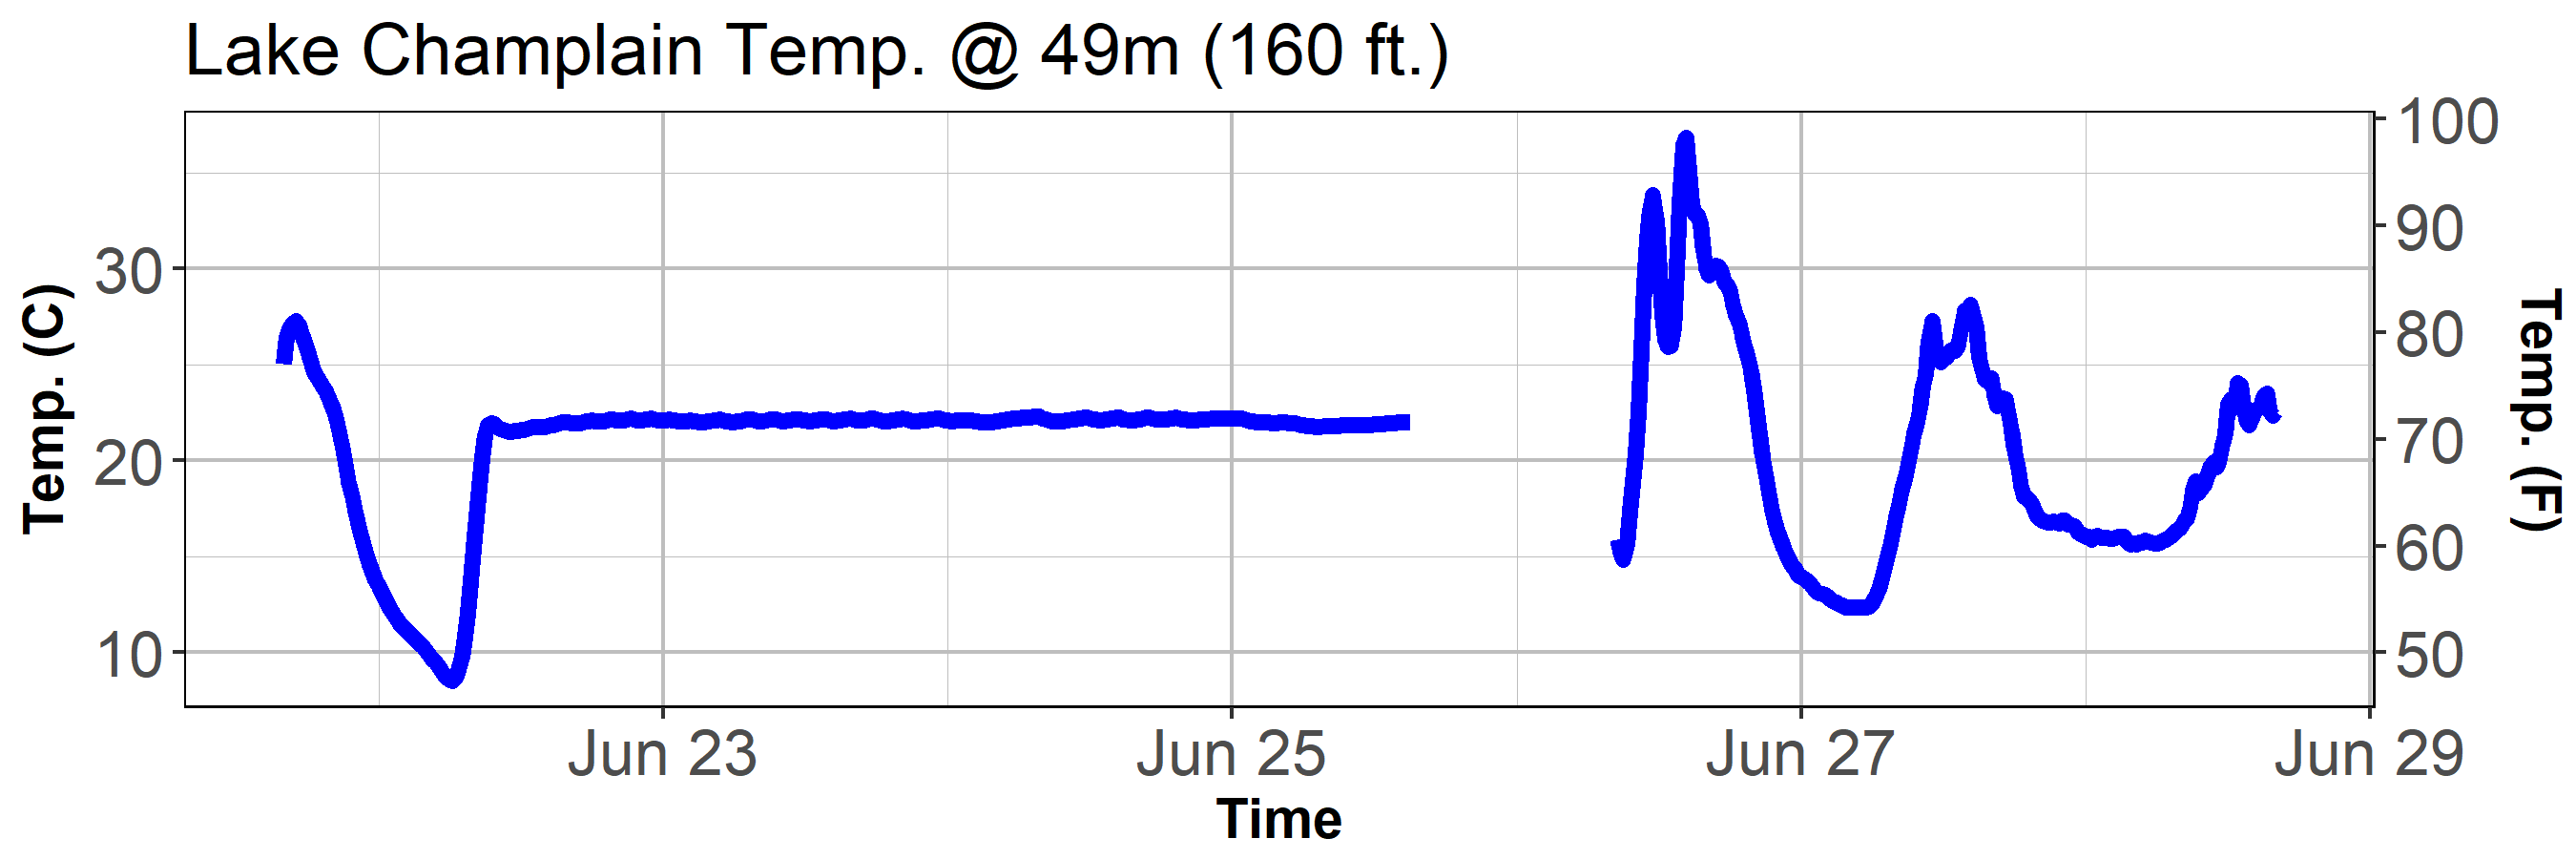 Lake Champlain Temp. @ 49m (160 ft.)
100
90
80
70
60
50
30
20
10
Temp. (C)
Temp. (F)
Jun 23 Jun 25 Jun 27 Jun 29
Time